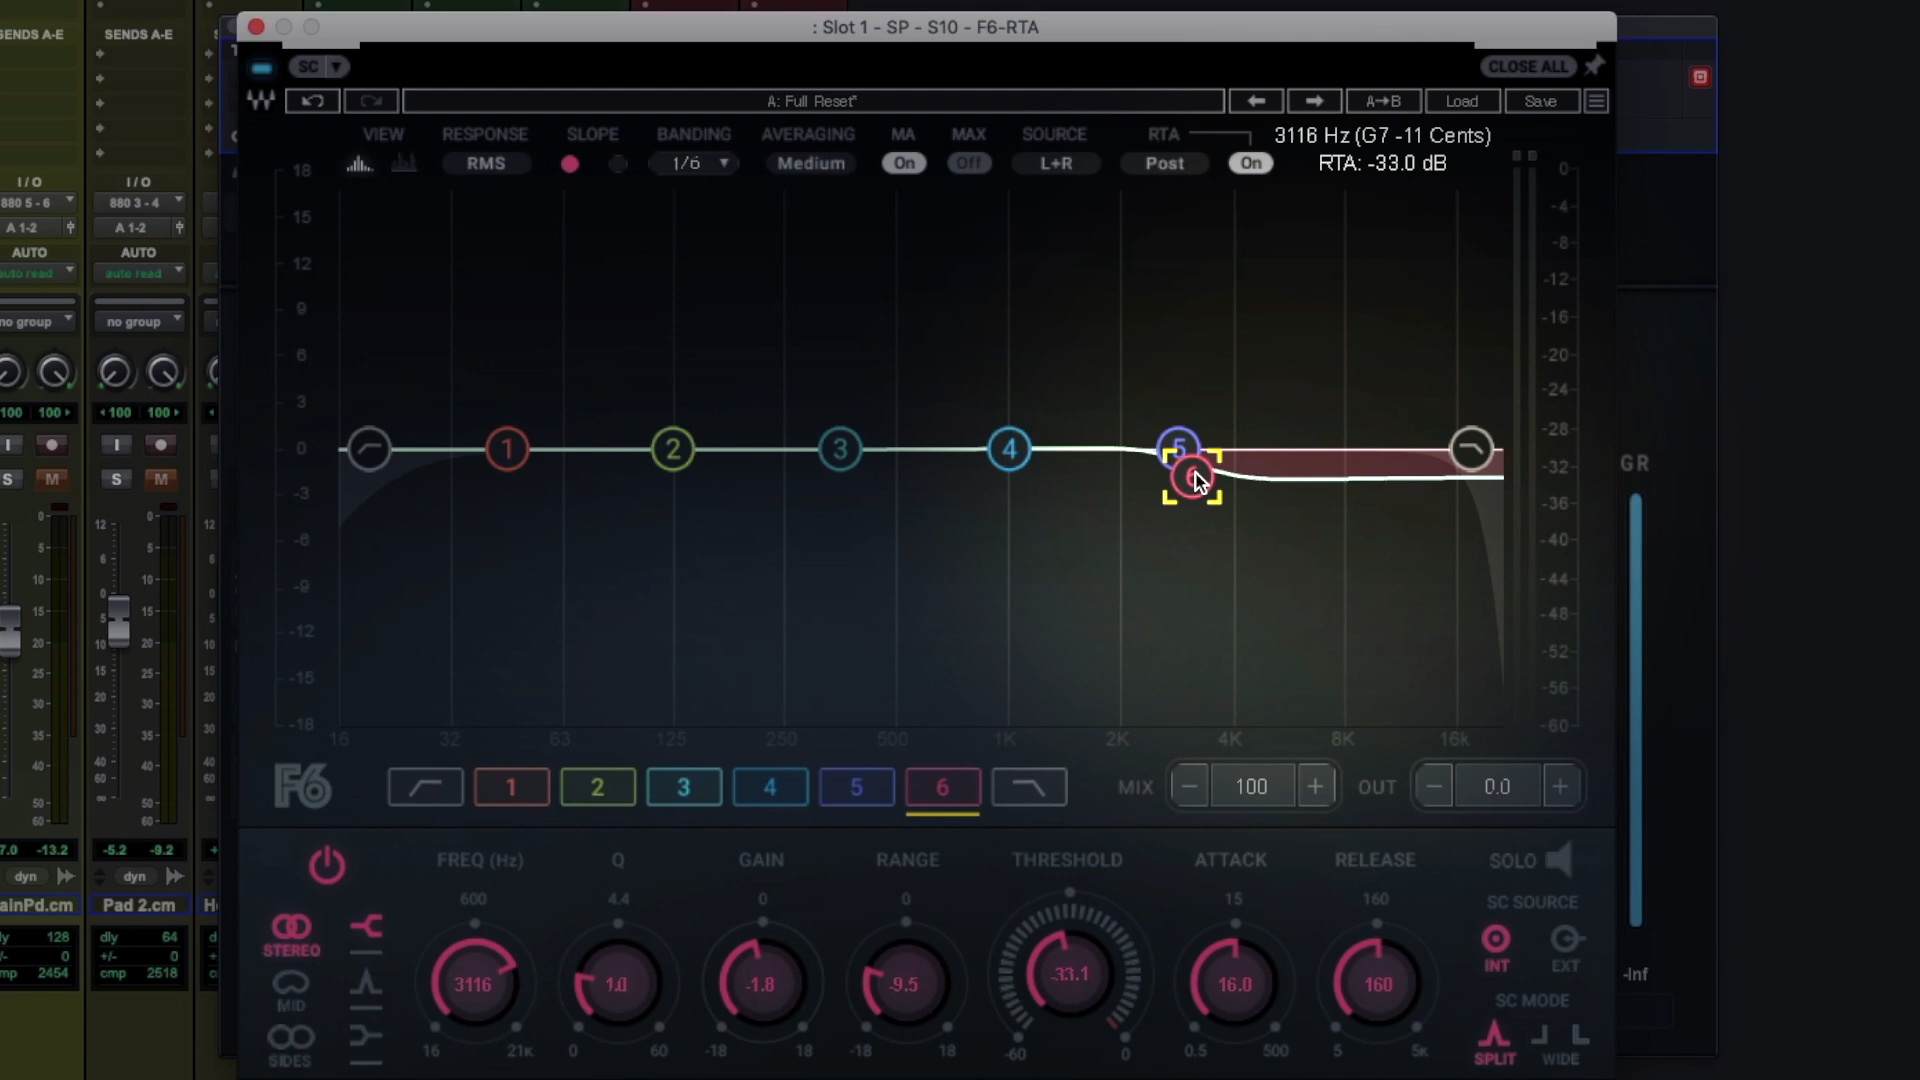 : Slot 1 - SP - S10 - F6-RTA
SENDS A-E
SENDS A-E
SC
CLOSE ALL
A: Full Reset*
A→B
Load
Save
VIEW
RESPONSE
SLOPE
BANDING
AVERAGING
MA
MAX
SOURCE
RTA
3116 Hz (G7 -11 Cents)
RMS
1/6
Medium
On
Off
L+R
Post
On
RTA: -33.0 dB
I / O
I / O
880 5 - 6
880 3 - 4
A 1-2
A 1-2
AUTO
AUTO
auto read
auto read
no group
no group
100
100
100
100
I
I
S
M
S
M
18
15
12
9
6
3
0
-3
-6
-9
-12
-15
-18
0
-4
-8
-12
-16
-20
-24
-28
-32
-36
-40
-44
-48
-52
-56
-60
1
2
3
4
5
6
16
32
63
125
250
500
1K
2K
4K
8K
16k
GR
-Inf
F6
1
2
3
4
5
6
MIX
100
OUT
0.0
7.0
-13.2
-5.2
-9.2
dyn
dyn
ainPd.cm
Pad 2.cm
ly 128
dly 64
/- 0
+/- 0
mp 2454
cmp 2518
FREQ (Hz)
Q
GAIN
RANGE
THRESHOLD
ATTACK
RELEASE
SOLO
600
4.4
0
0
15
160
SC SOURCE
STEREO
MID
SIDES
3116
1.0
-1.8
-9.5
-33.1
16.0
160
INT
EXT
SC MODE
16
21K
0
60
-18
18
-18
18
-60
0
0.5
500
5
5K
SPLIT
WIDE